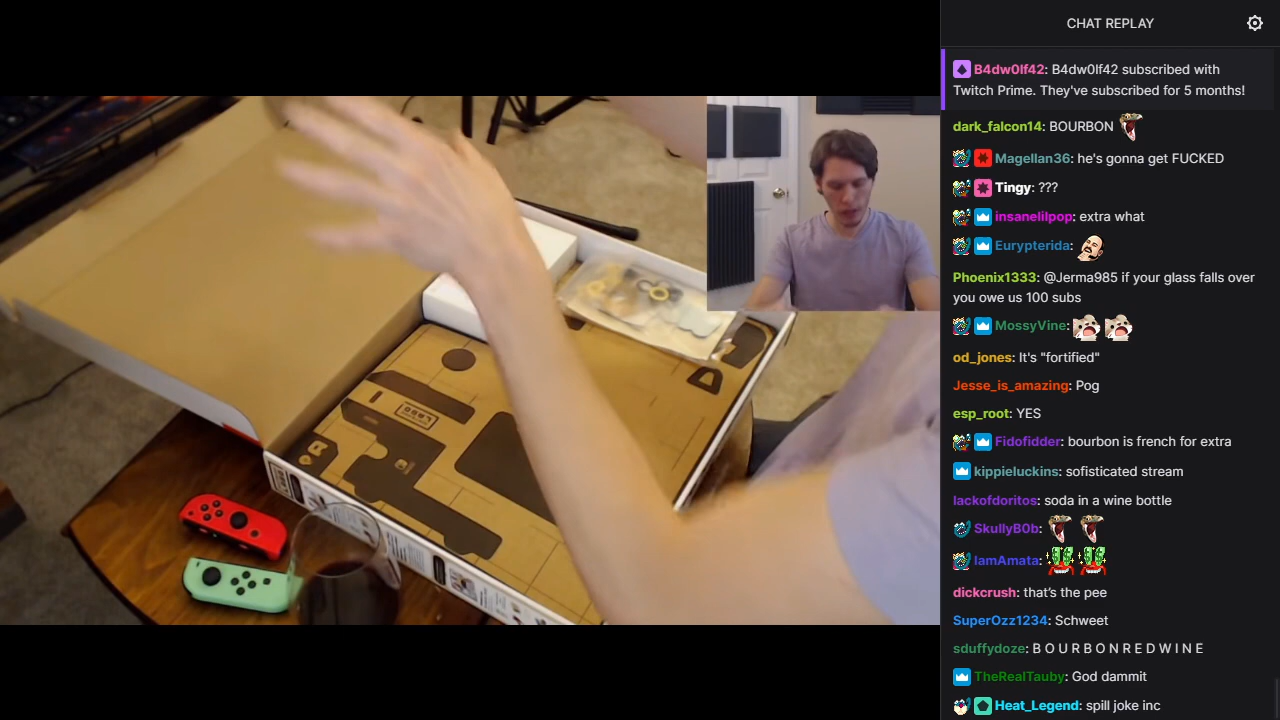 CHAT REPLAY
B4dw0lf42: B4dw0lf42 subscribed with
Twitch Prime. They've subscribed for 5 months!
dark_falcon14: BOURBON
Magellan36: he's gonna get FUCKED
Tingy: ???
insanelilpop: extra what
Eurypterida:
Phoenix1333: @Jerma985 if your glass falls over
you owe us 100 subs
MossyVine:
od_jones: It's "fortified"
Jesse_is_amazing: Pog
esp_root: YES
Fidofidder: bourbon is french for extra
kippieluckins: sofisticated stream
lackofdoritos: soda in a wine bottle
SkullyB0b:
IamAmata:
dickcrush: that's the pee
SuperOzz1234: Schweet
sduffydoze: B O U R B O N R E D W I N E
TheRealTauby: God dammit
Heat_Legend: spill joke inc